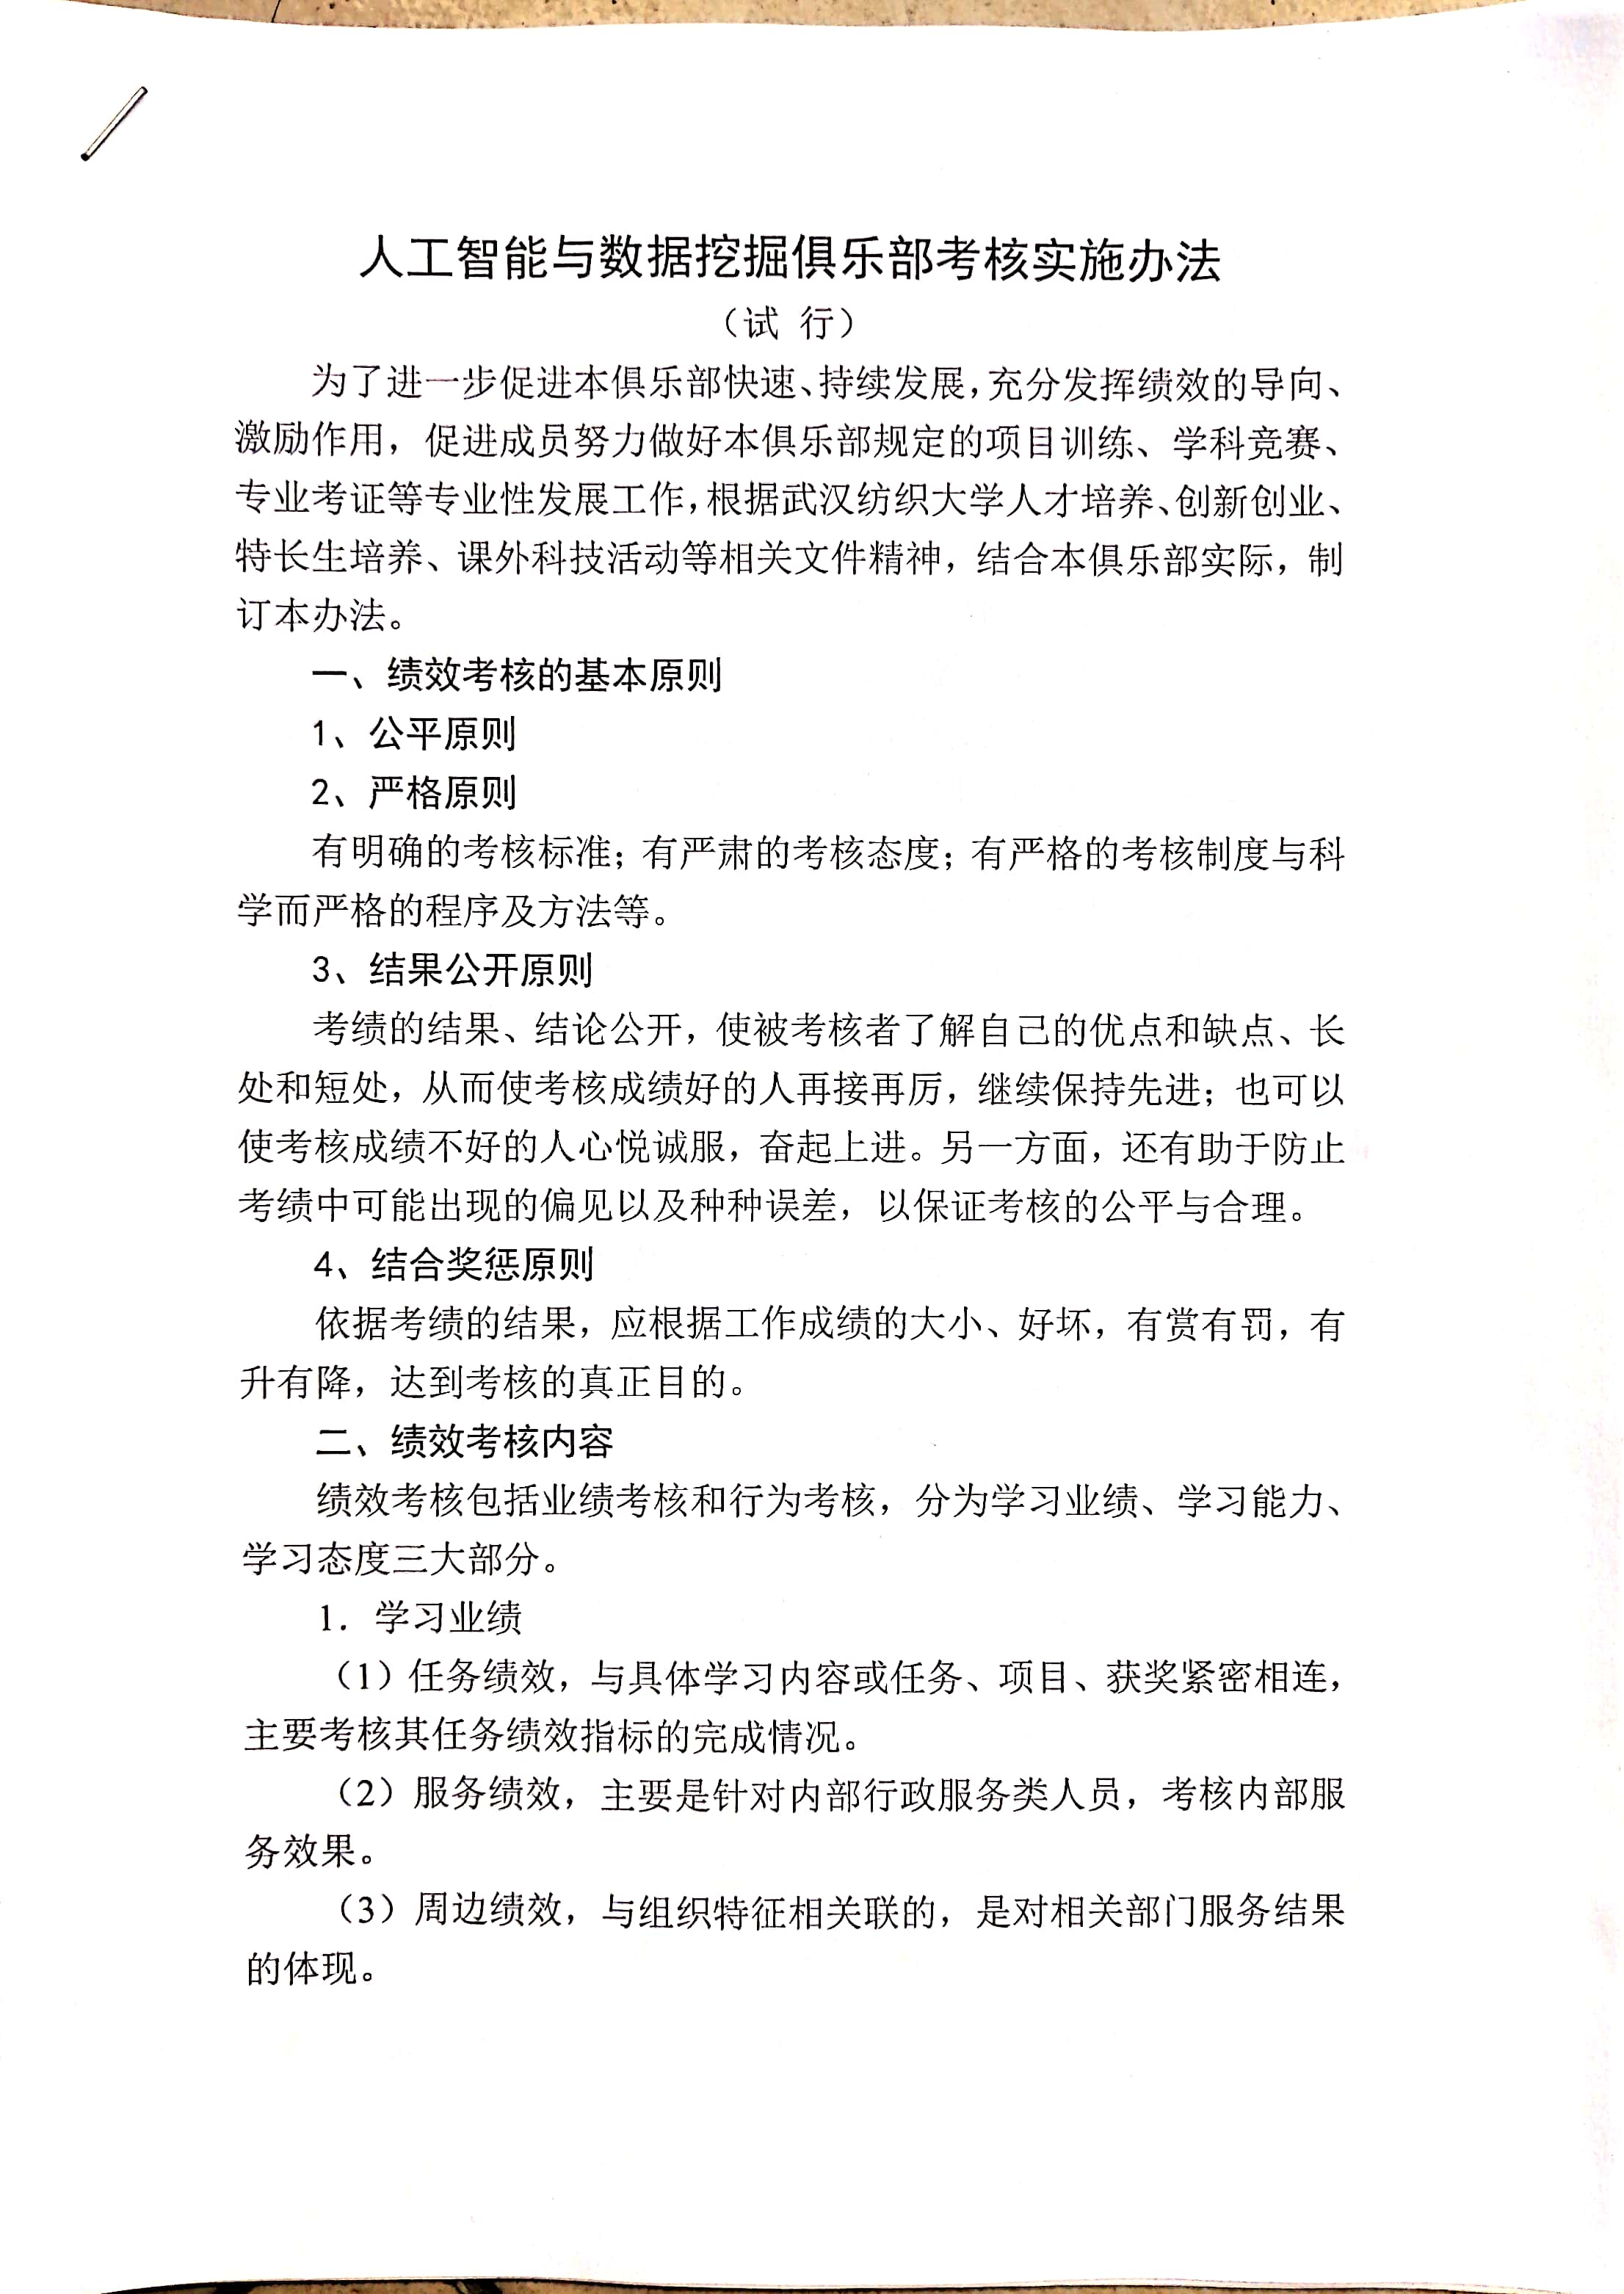 人工智能与数据挖掘俱乐部考核实施办法
（试 行）
为了进一步促进本俱乐部快速、持续发展，充分发挥绩效的导向、
激励作用，促进成员努力做好本俱乐部规定的项目训练、学科竞赛、
专业考证等专业性发展工作，根据武汉纺织大学人才培养、创新创业、
特长生培养、课外科技活动等相关文件精神，结合本俱乐部实际，制
订本办法。
一、绩效考核的基本原则
1、公平原则
2、严格原则
有明确的考核标准；有严肃的考核态度；有严格的考核制度与科
学而严格的程序及方法等。
3、结果公开原则
考绩的结果、结论公开，使被考核者了解自己的优点和缺点、长
处和短处，从而使考核成绩好的人再接再厉，继续保持先进；也可以
使考核成绩不好的人心悦诚服，奋起上进。另一方面，还有助于防止
考绩中可能出现的偏见以及种种误差，以保证考核的公平与合理。
4、结合奖惩原则
依据考绩的结果，应根据工作成绩的大小、好坏，有赏有罚，有
升有降，达到考核的真正目的。
二、绩效考核内容
绩效考核包括业绩考核和行为考核，分为学习业绩、学习能力、
学习态度三大部分。
1．学习业绩
（1）任务绩效，与具体学习内容或任务、项目、获奖紧密相连，
主要考核其任务绩效指标的完成情况。
（2）服务绩效，主要是针对内部行政服务类人员，考核内部服
务效果。
（3）周边绩效，与组织特征相关联的，是对相关部门服务结果
的体现。